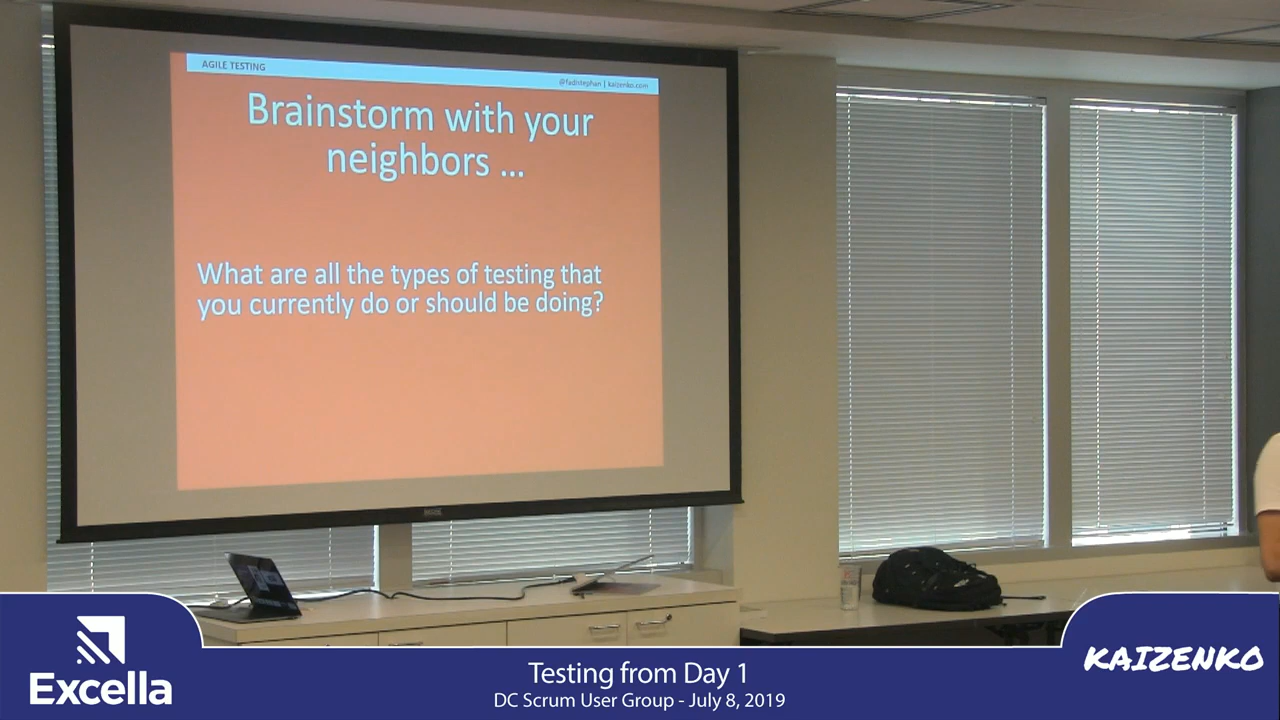 AGILE TESTING
@fadistephan | kaizenko.com
Brainstorm with your
neighbors ...
What are all the types of testing that
you currently do or should be doing?
Excella
Testing from Day 1
DC Scrum User Group - July 8, 2019
KAIZENKO